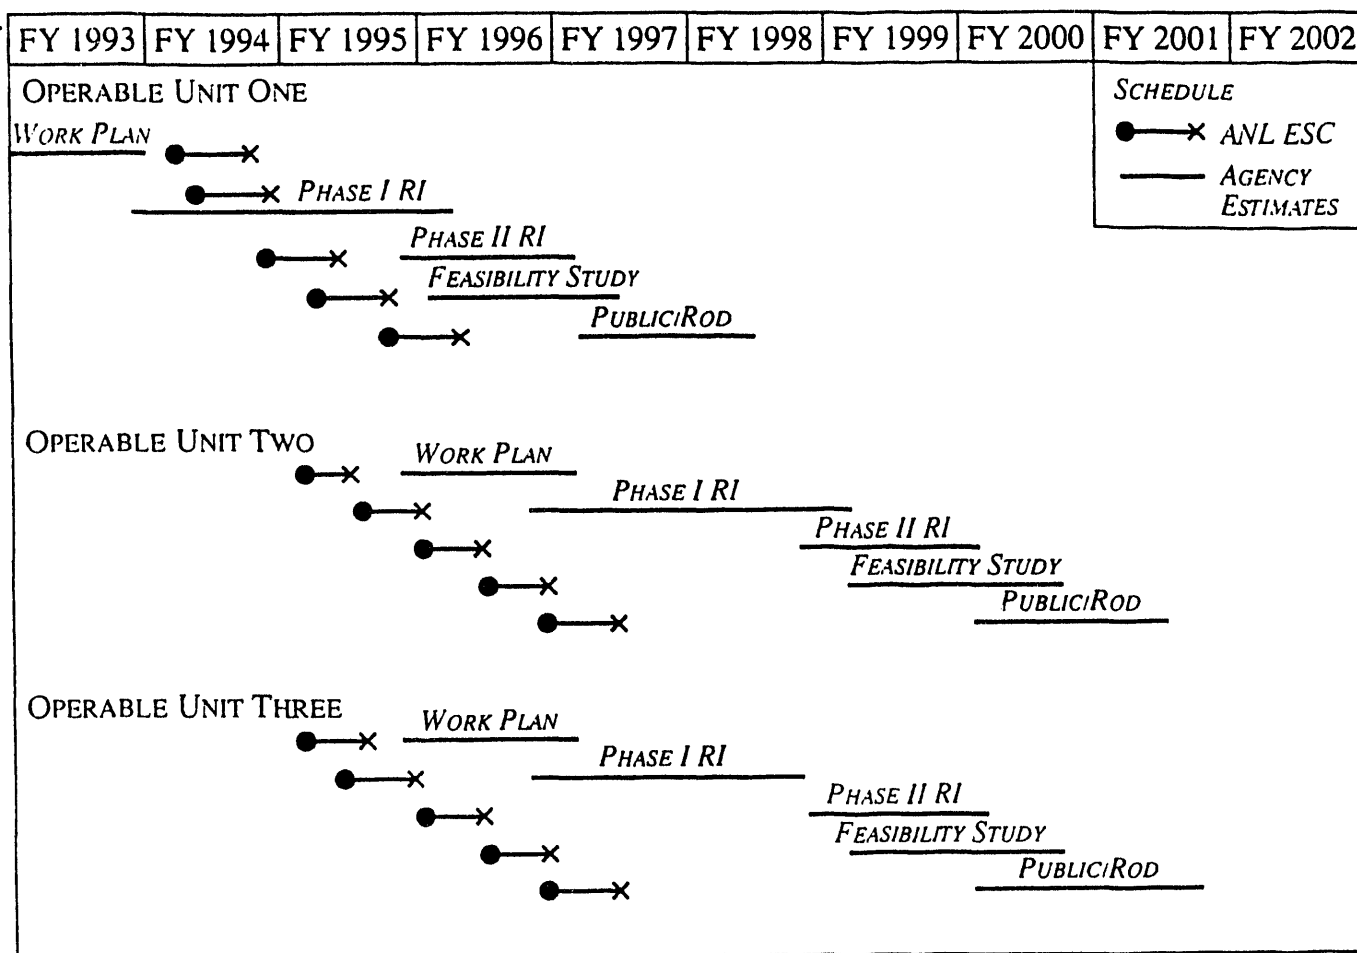 FY 1993 FY 1994 FY 1995 FY 1996 FY 1997 FY 1998 FY 1999 FY 2000 FY 2001 FY 2002
OPERABLE UNIT ONE
SCHEDULE
ANL ESC
AGENCY
ESTIMATES
WORK PLAN
PHASE I RI
PHASE II RI
FEASIBILITY STUDY
PUBLIC/ROD
OPERABLE UNIT TWO
WORK PLAN
PHASE I RI
PHASE II RI
FEASIBILITY STUDY
PUBLIC/ROD
OPERABLE UNIT THREE
WORK PLAN
PHASE I RI
PHASE II RI
FEASIBILITY STUDY
PUBLIC/ROD